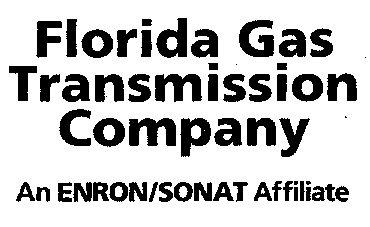 Florida Gas
Transmission
Company
An ENRON/SONAT Affiliate